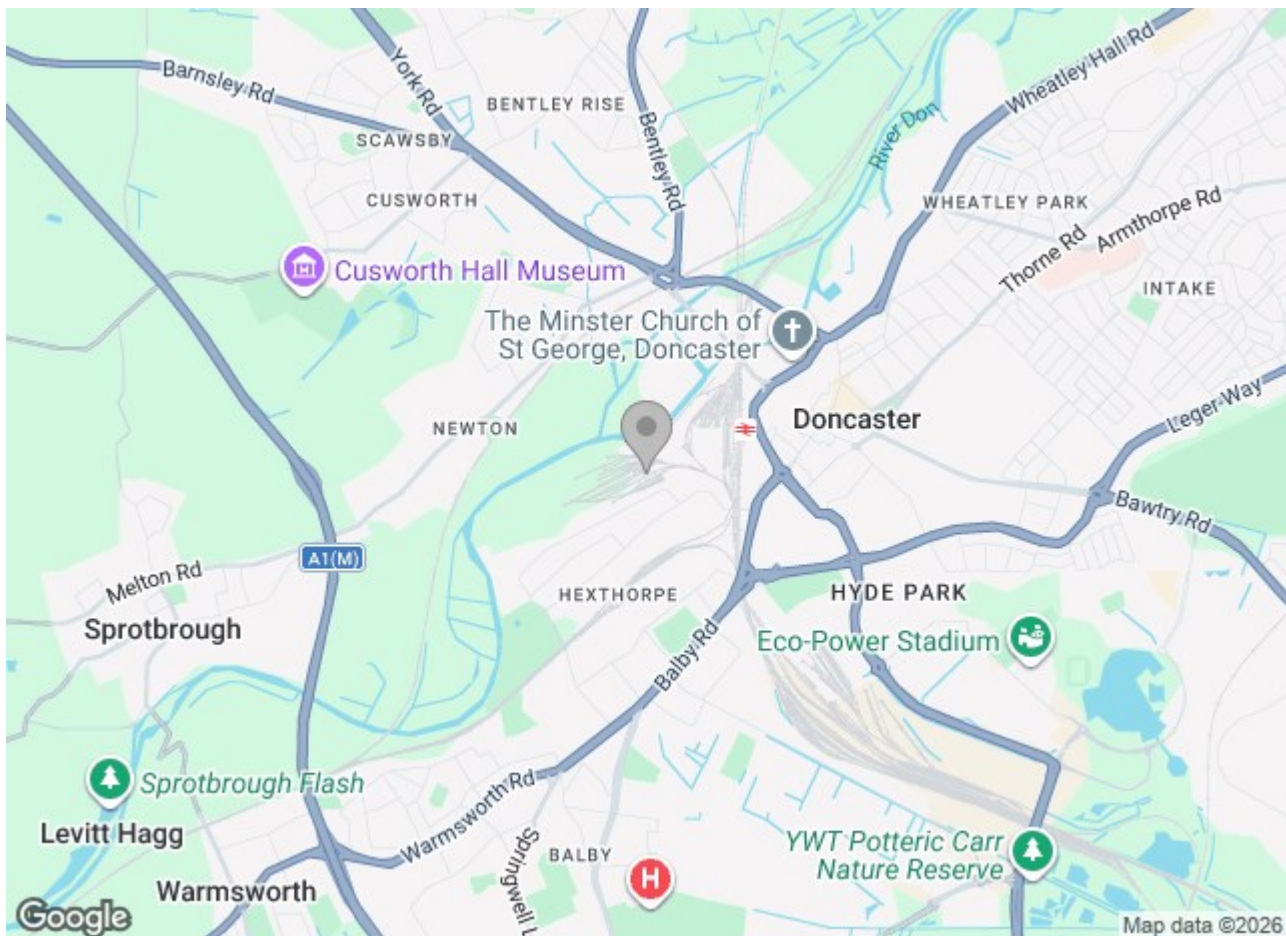 Barnsley Rd
York Rd
BENTLEY RISE
Bentley Rd
Wheatley Hall Rd
River Don
SCAWSBY
CUSWORTH
WHEATLEY PARK
Armthorpe Rd
Thorne Rd
INTAKE
Cusworth Hall Museum
The Minster Church of
St George, Doncaster
NEWTON
Doncaster
Leger Way
Bawtry Rd
A1(M)
Melton Rd
Sprotbrough
HEXTHORPE
HYDE PARK
Eco-Power Stadium
Balby Rd
Sprotbrough Flash
Levitt Hagg
Warmsworth Rd
Springwell L
BALBY
H
YWT Potteric Carr
Nature Reserve
Warmsworth
Google
Map data ©2026